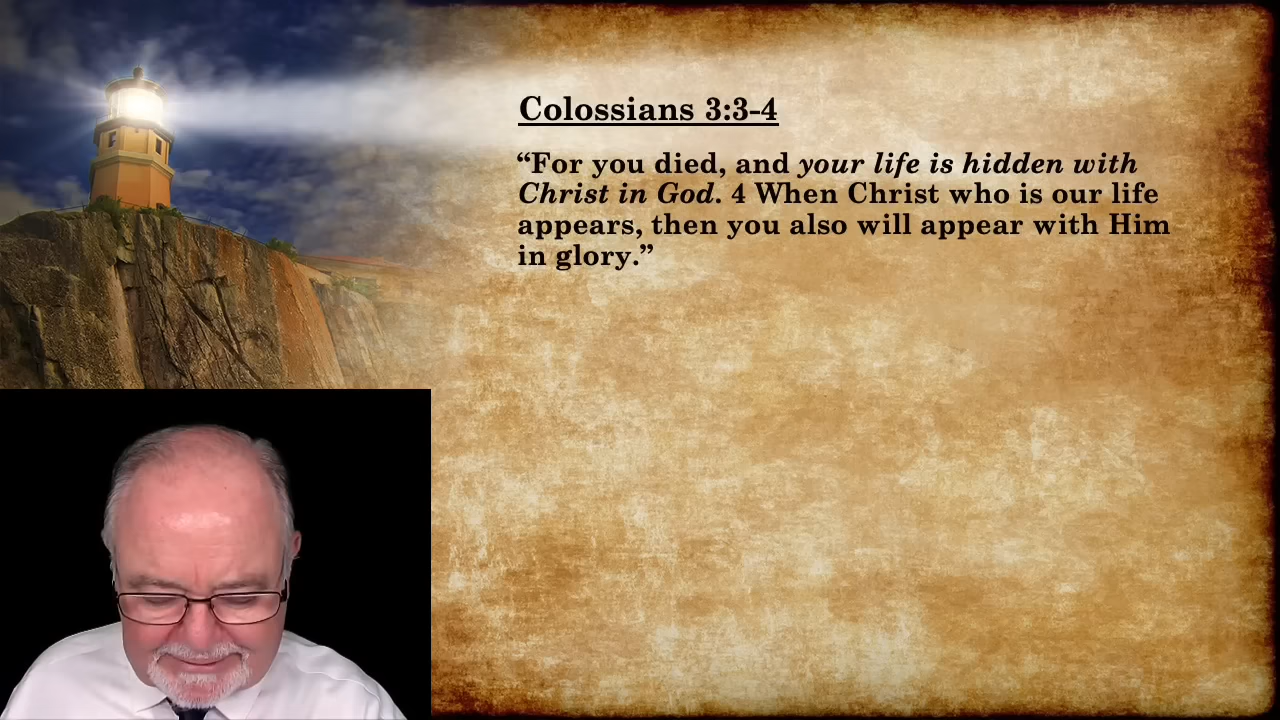 Colossians 3:3-4
“For you died, and your life is hidden with
Christ in God. 4 When Christ who is our life
appears, then you also will appear with Him
in glory.”